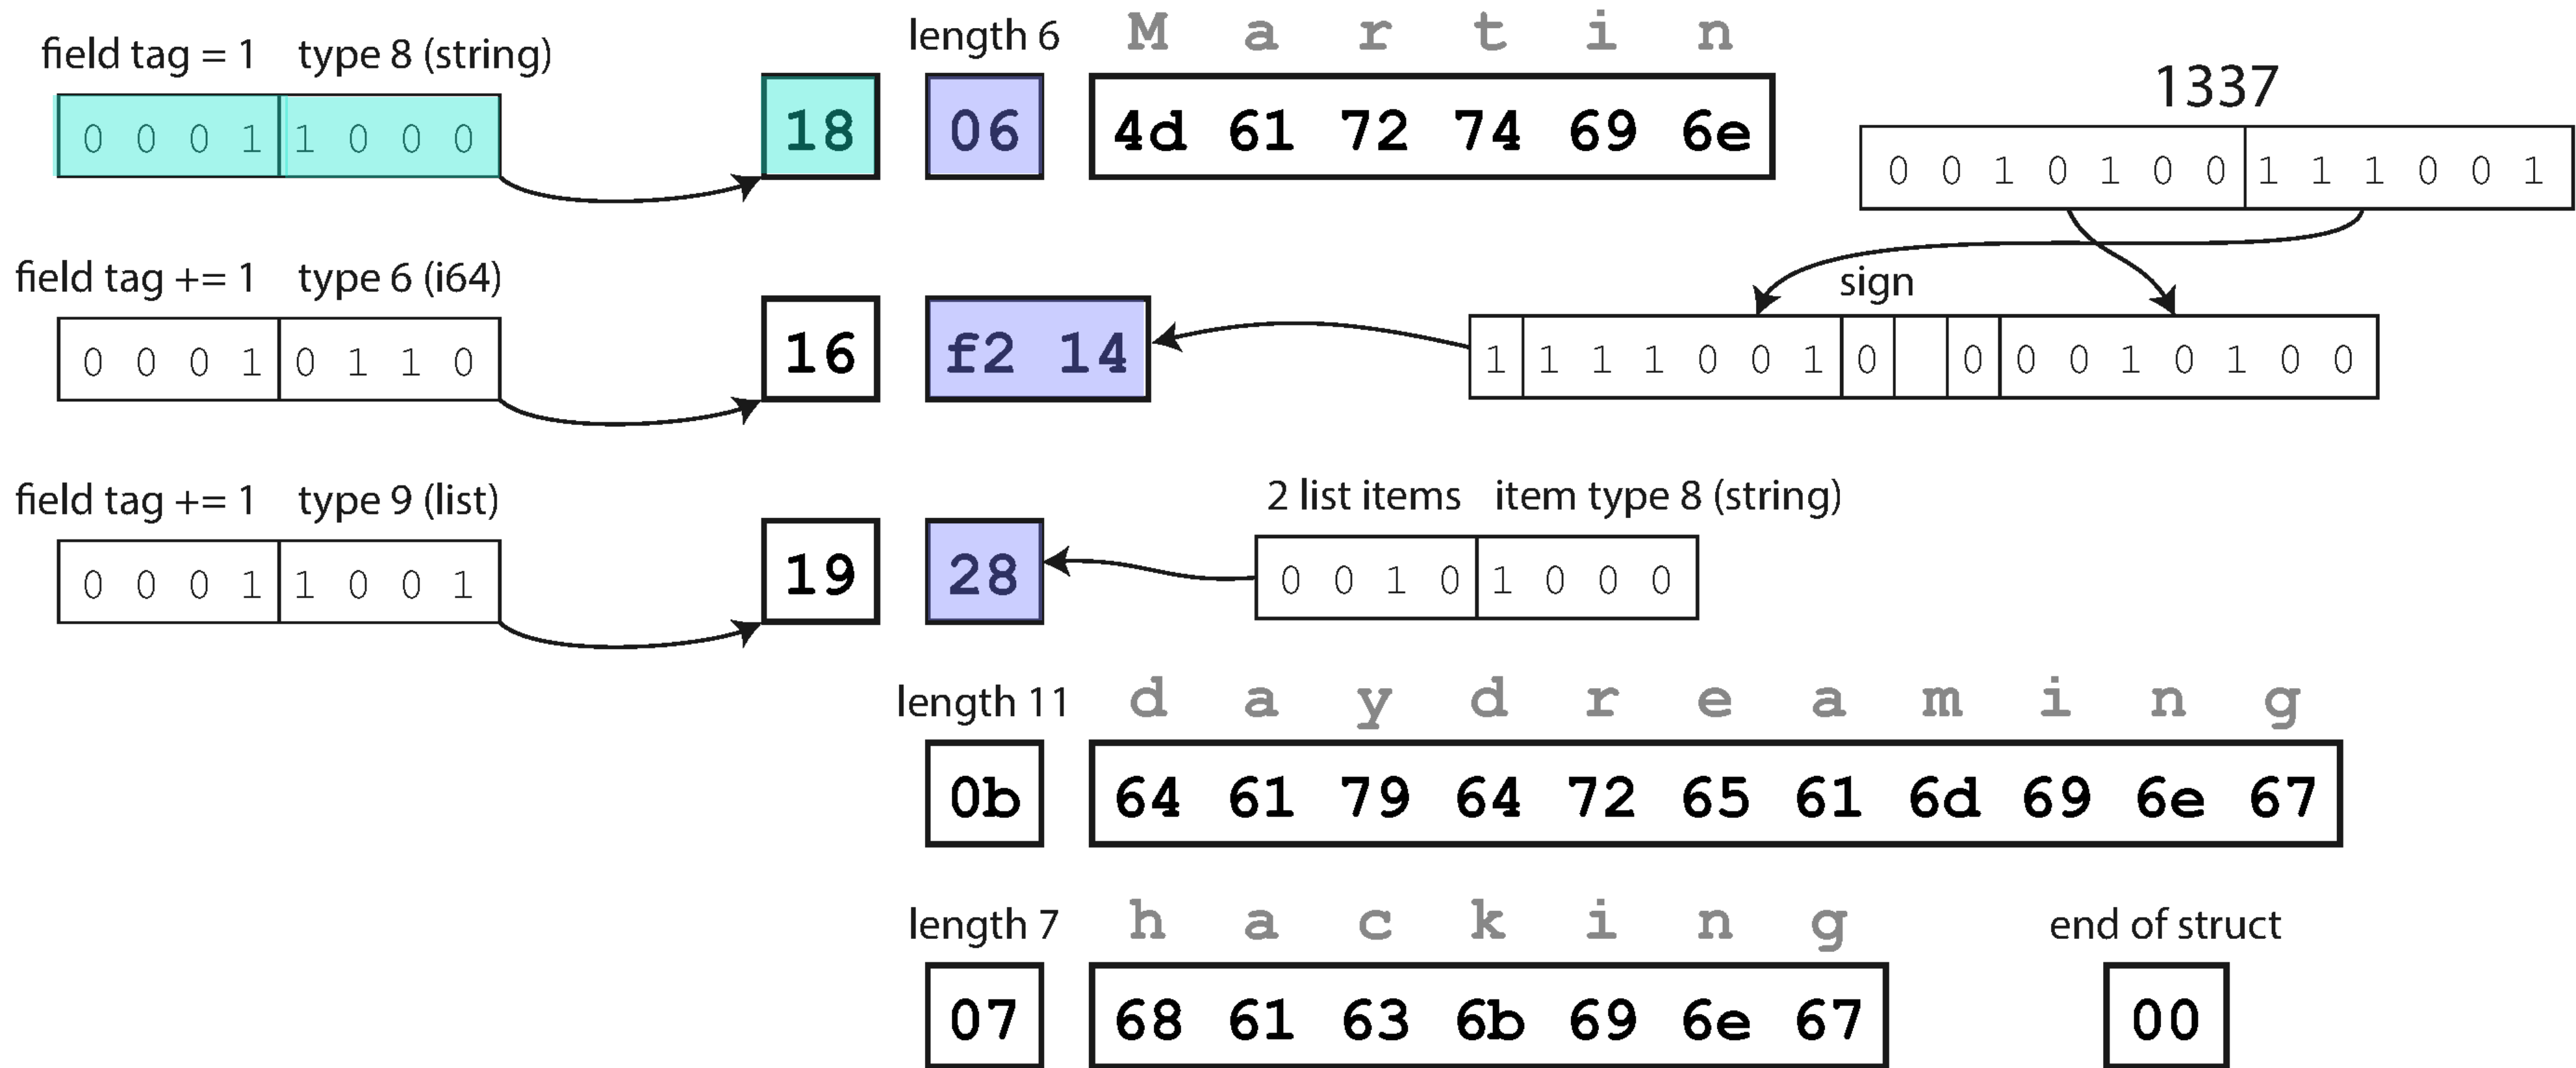 length 6 M a r t i n
field tag = 1 type 8 (string)
1337
0 0 0 1 1 0 0 0 18 06 4d 61 72 74 69 6e
0 0 1 0 1 0 0 1 1 1 0 0 1
field tag += 1 type 6 (i64) sign
0 0 0 1 0 1 1 0 16 f2 14 1 1 1 1 0 0 1 0 0 0 0 1 0 1 0 0
field tag += 1 type 9 (list) 2 list items item type 8 (string)
0 0 0 1 1 0 0 1 19 28 0 0 1 0 1 0 0 0
length 11 d a y d r e a m i n g
0b 64 61 79 64 72 65 61 6d 69 6e 67
length 7 h a c k i n g end of struct
07 68 61 63 6b 69 6e 67 00